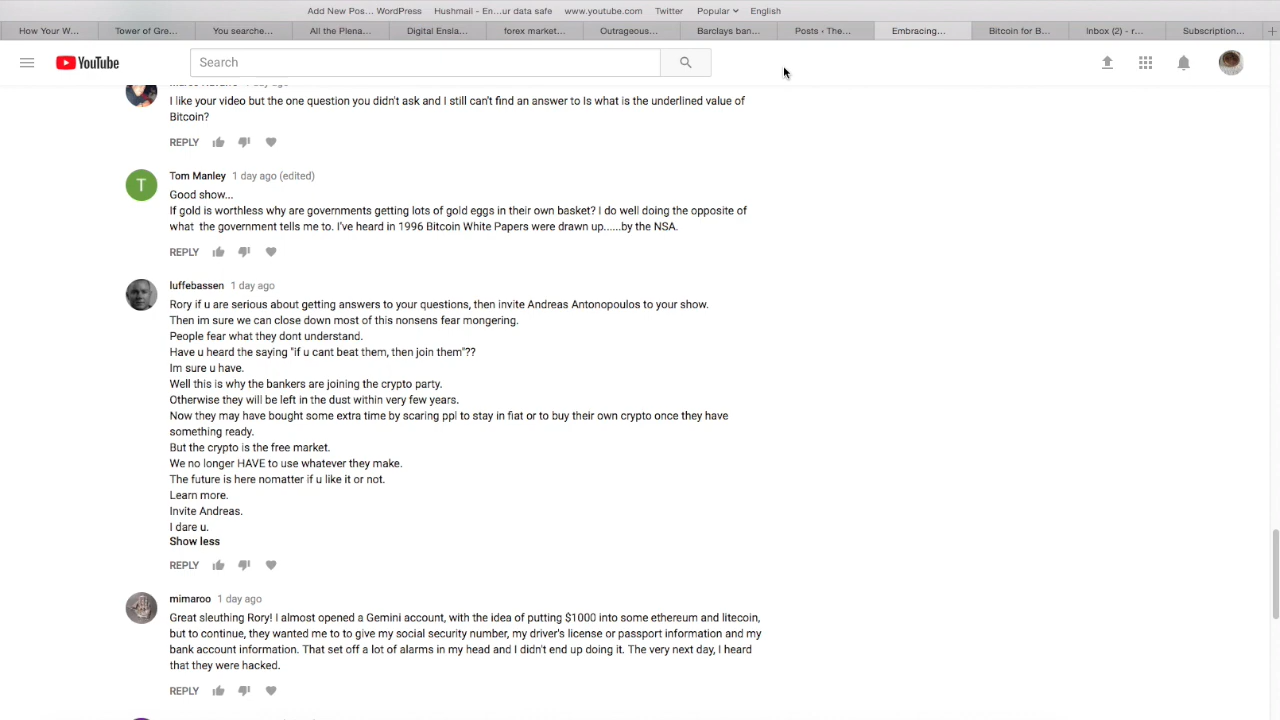 Add New Pos... WordPress Hushmail - En...ur data safe www.youtube.com Twitter Popular English
How Your W... Tower of Gre... You searche... All the Plena... Digital Ensla... forex market... Outrageous... Barclays ban... Posts ‹ The... Embracing... Bitcoin for B... Inbox (2) - r... Subscription...
YouTube Search
1 day ago
I like your video but the one question you didn't ask and I still can't find an answer to Is what is the underlined value of
Bitcoin?
REPLY
T
Tom Manley 1 day ago (edited)
Good show...
If gold is worthless why are governments getting lots of gold eggs in their own basket? I do well doing the opposite of
what the government tells me to. I've heard in 1996 Bitcoin White Papers were drawn up......by the NSA.
REPLY
luffebassen 1 day ago
Rory if u are serious about getting answers to your questions, then invite Andreas Antonopoulos to your show.
Then im sure we can close down most of this nonsens fear mongering.
People fear what they dont understand.
Have u heard the saying "if u cant beat them, then join them"??
Im sure u have.
Well this is why the bankers are joining the crypto party.
Otherwise they will be left in the dust within very few years.
Now they may have bought some extra time by scaring ppl to stay in fiat or to buy their own crypto once they have
something ready.
But the crypto is the free market.
We no longer HAVE to use whatever they make.
The future is here nomatter if u like it or not.
Learn more.
Invite Andreas.
I dare u.
Show less
REPLY
mimaroo 1 day ago
Great sleuthing Rory! I almost opened a Gemini account, with the idea of putting $1000 into some ethereum and litecoin,
but to continue, they wanted me to to give my social security number, my driver's license or passport information and my
bank account information. That set off a lot of alarms in my head and I didn't end up doing it. The very next day, I heard
that they were hacked.
REPLY